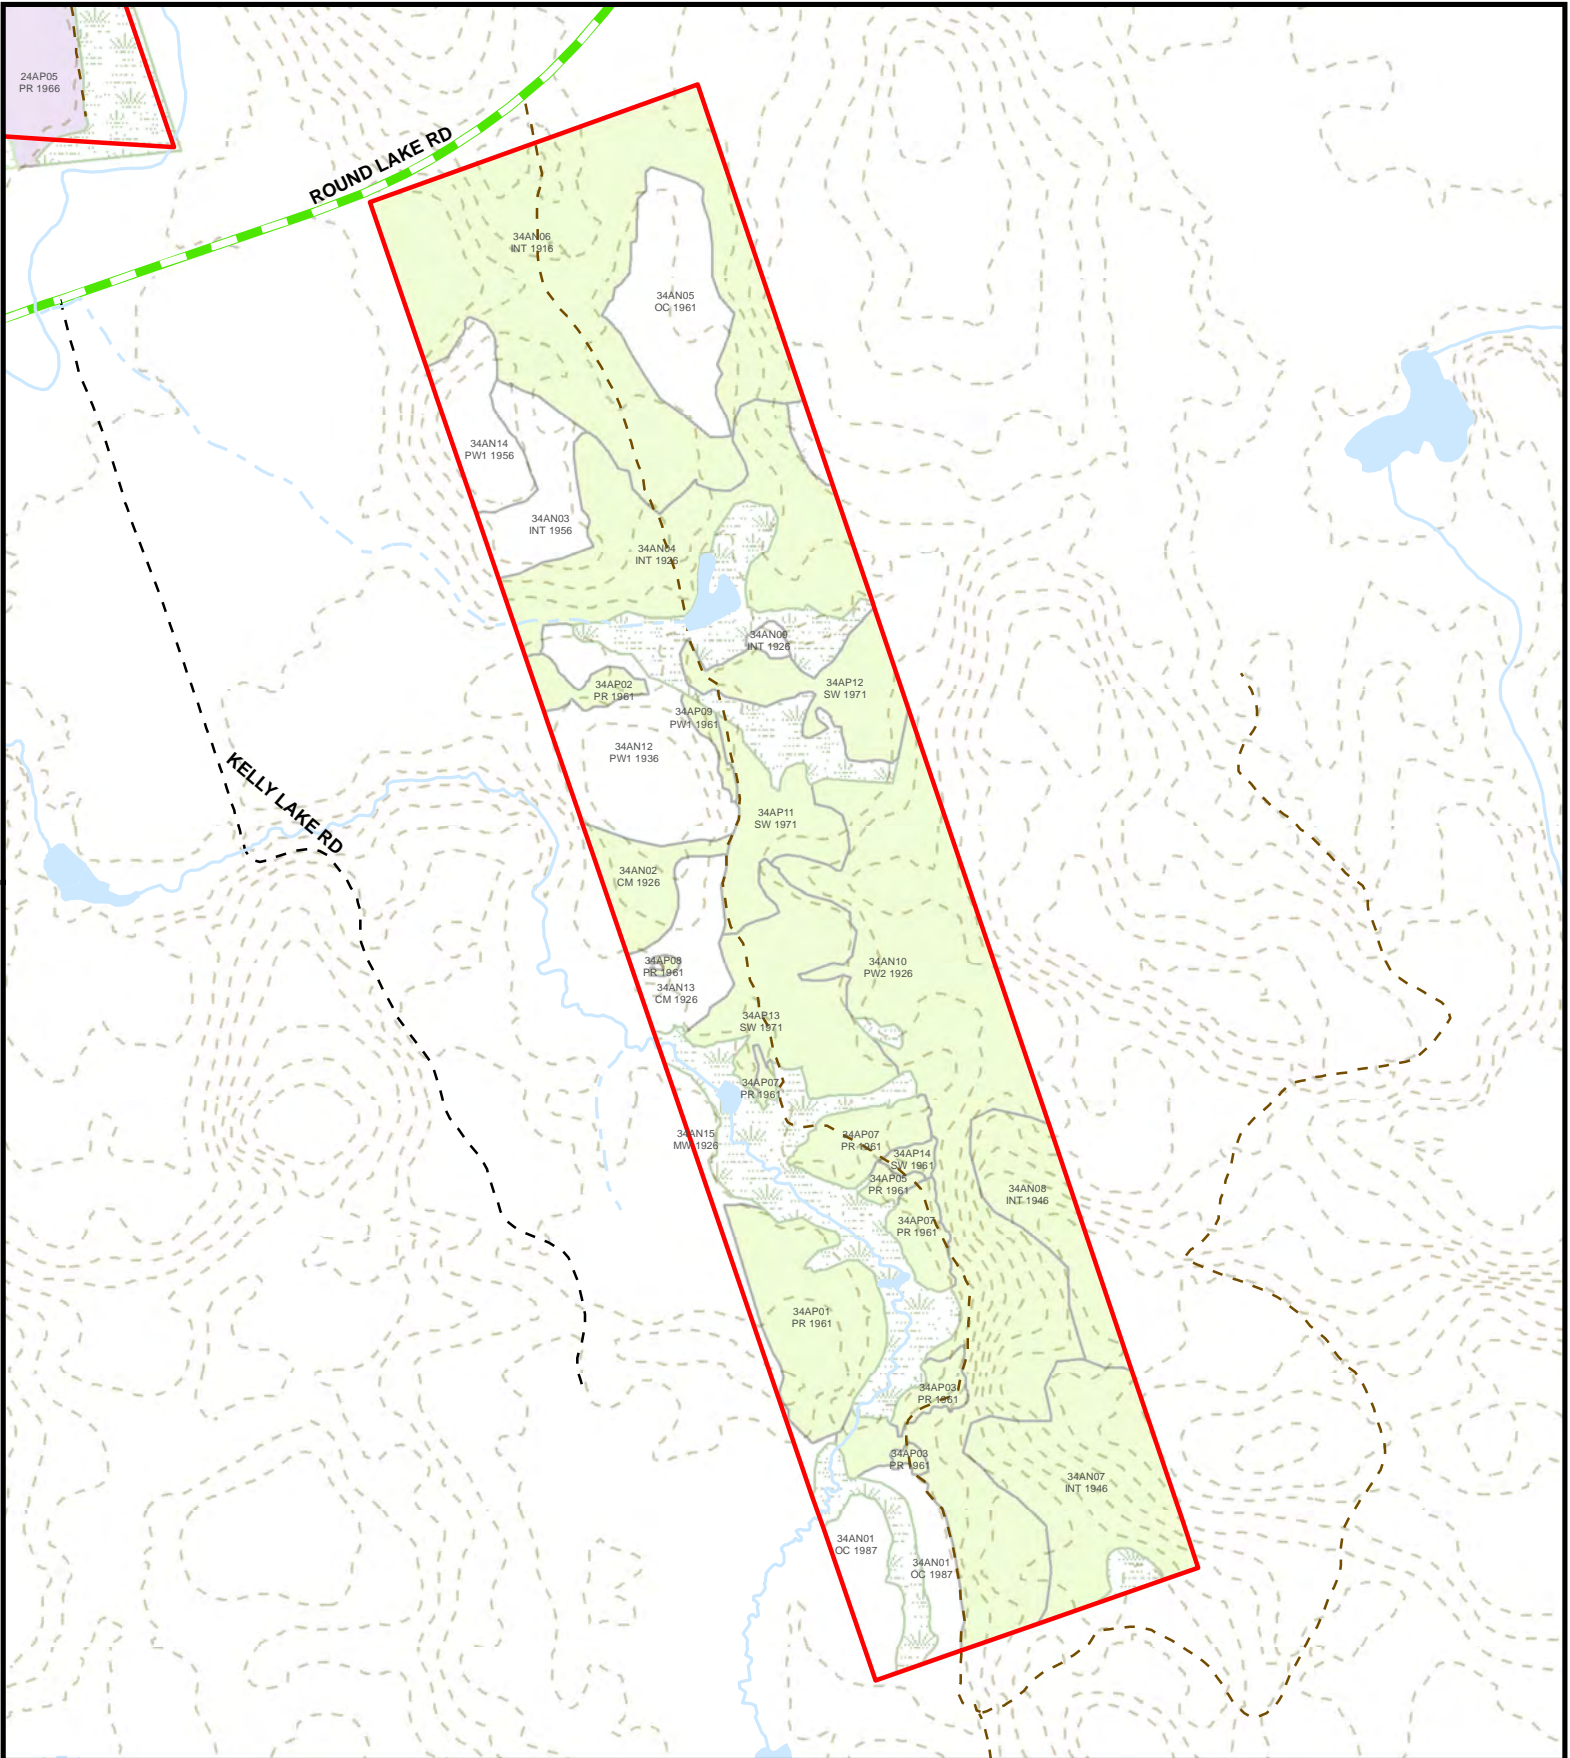 24AP05
PR 1966
ROUND LAKE RD
34AN06
INT 1916
34AN05
OC 1961
34AN14
PW1 1956
34AN03
INT 1956
34AN04
INT 1926
34AN09
INT 1926
34AP02
PR 1961
34AP12
SW 1971
34AP09
PW1 1961
34AN12
PW1 1936
KELLY LAKE RD
34AP11
SW 1971
34AN02
CM 1926
34AP08
PR 1961
34AN10
PW2 1926
34AN13
CM 1926
34AP13
SW 1971
34AP07
PR 1961
34AN15
MW 1926
34AP07
PR 1961
34AP14
SW 1961
34AP05
PR 1961
34AN08
INT 1946
34AP07
PR 1961
34AP01
PR 1961
34AP03
PR 1961
34AP03
PR 1961
34AN07
INT 1946
34AN01
OC 1987
34AN01
OC 1987